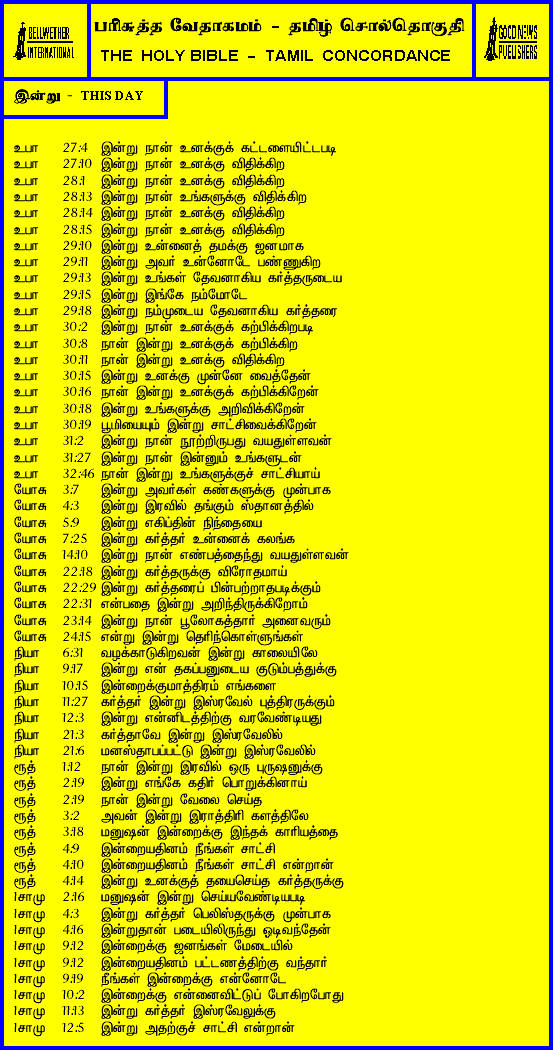 BELLWETHER
INTERNATIONAL
பரிசுத்த வேதாகமம் - தமிழ் சொல்தொகுதி
THE HOLY BIBLE - TAMIL CONCORDANCE
GOOD NEWS
PUBLISHERS
இன்று - THIS DAY
உபா 27:4 இன்று நான் உனக்குக் கட்டளையிட்டபடி
உபா 27:10 இன்று நான் உனக்கு விதிக்கிற
உபா 28:1 இன்று நான் உனக்கு விதிக்கிற
உபா 28:13 இன்று நான் உங்களுக்கு விதிக்கிற
உபா 28:14 இன்று நான் உனக்கு விதிக்கிற
உபா 28:15 இன்று நான் உனக்கு விதிக்கிற
உபா 29:10 இன்று உன்னைத் தமக்கு ஜனமாக
உபா 29:11 இன்று அவர் உன்னோடே பண்ணுகிற
உபா 29:13 இன்று உங்கள் தேவனாகிய கர்த்தருடைய
உபா 29:15 இன்று இங்கே நம்மோடே
உபா 29:18 இன்று நம்முடைய தேவனாகிய கர்த்தரை
உபா 30:2 இன்று நான் உனக்குக் கற்பிக்கிறபடி
உபா 30:8 நான் இன்று உனக்குக் கற்பிக்கிற
உபா 30:11 நான் இன்று உனக்கு விதிக்கிற
உபா 30:15 இன்று உனக்கு முன்னே வைத்தேன்
உபா 30:16 நான் இன்று உனக்குக் கற்பிக்கிறேன்
உபா 30:18 இன்று உங்களுக்கு அறிவிக்கிறேன்
உபா 30:19 பூமியையும் இன்று சாட்சிவைக்கிறேன்
உபா 31:2 இன்று நான் நூற்றிருபது வயதுள்ளவன்
உபா 31:27 இன்று நான் இன்னும் உங்களுடன்
உபா 32:46 நான் இன்று உங்களுக்குச் சாட்சியாய்
யோசு 3:7 இன்று அவர்கள் கண்களுக்கு முன்பாக
யோசு 4:3 இன்று இரவில் தங்கும் ஸ்தானத்தில்
யோசு 5:9 இன்று எகிப்தின் நிந்தையை
யோசு 7:25 இன்று கர்த்தர் உன்னைக் கலங்க
யோசு 14:10 இன்று நான் எண்பத்தைந்து வயதுள்ளவன்
யோசு 22:18 இன்று கர்த்தருக்கு விரோதமாய்
யோசு 22:29 இன்று கர்த்தரைப் பின்பற்றாதபடிக்கும்
யோசு 22:31 என்பதை இன்று அறிந்திருக்கிறோம்
யோசு 23:14 இன்று நான் பூலோகத்தார் அனைவரும்
யோசு 24:15 என்று இன்று தெரிந்கொள்ளுங்கள்
நியா 6:31 வழக்காடுகிறவன் இன்று காலையிலே
நியா 9:17 இன்று என் தகப்பனுடைய குடும்பத்துக்கு
நியா 10:15 இன்றைக்குமாத்திரம் எங்களை
நியா 11:27 கர்த்தர் இன்று இஸ்ரவேல் புத்திரருக்கும்
நியா 12:3 இன்று என்னிடத்திற்கு வரவேண்டியது
நியா 21:3 கர்த்தாவே இன்று இஸ்ரவேலில்
நியா 21:6 மனஸ்தாபப்பட்டு இன்று இஸ்ரவேலில்
ரூத் 1:12 நான் இன்று இரவில் ஒரு புருஷனுக்கு
ரூத் 2:19 இன்று எங்கே கதிர் பொறுக்கினாய்
ரூத் 2:19 நான் இன்று வேலை செய்த
ரூத் 3:2 அவன் இன்று இராத்திரி களத்திலே
ரூத் 3:18 மனுஷன் இன்றைக்கு இந்தக் காரியத்தை
ரூத் 4:9 இன்றையதினம் நீங்கள் சாட்சி
ரூத் 4:10 இன்றையதினம் நீங்கள் சாட்சி என்றான்
ரூத் 4:14 இன்று உனக்குத் தயைசெய்த கர்த்தருக்கு
1சாமு 2:16 மனுஷன் இன்று செய்யவேண்டியபடி
1சாமு 4:3 இன்று கர்த்தர் பெலிஸ்தருக்கு முன்பாக
1சாமு 4:16 இன்றுதான் படையிலிருந்து ஓடிவந்தேன்
1சாமு 9:12 இன்றைக்கு ஜனங்கள் மேடையில்
1சாமு 9:12 இன்றையதினம் பட்டணத்திற்கு வந்தார்
1சாமு 9:19 நீங்கள் இன்றைக்கு என்னோடே
1சாமு 10:2 இன்றைக்கு என்னைவிட்டுப் போகிறபோது
1சாமு 11:13 இன்று கர்த்தர் இஸ்ரவேலுக்கு
1சாமு 12:5 இன்று அதற்குச் சாட்சி என்றான்